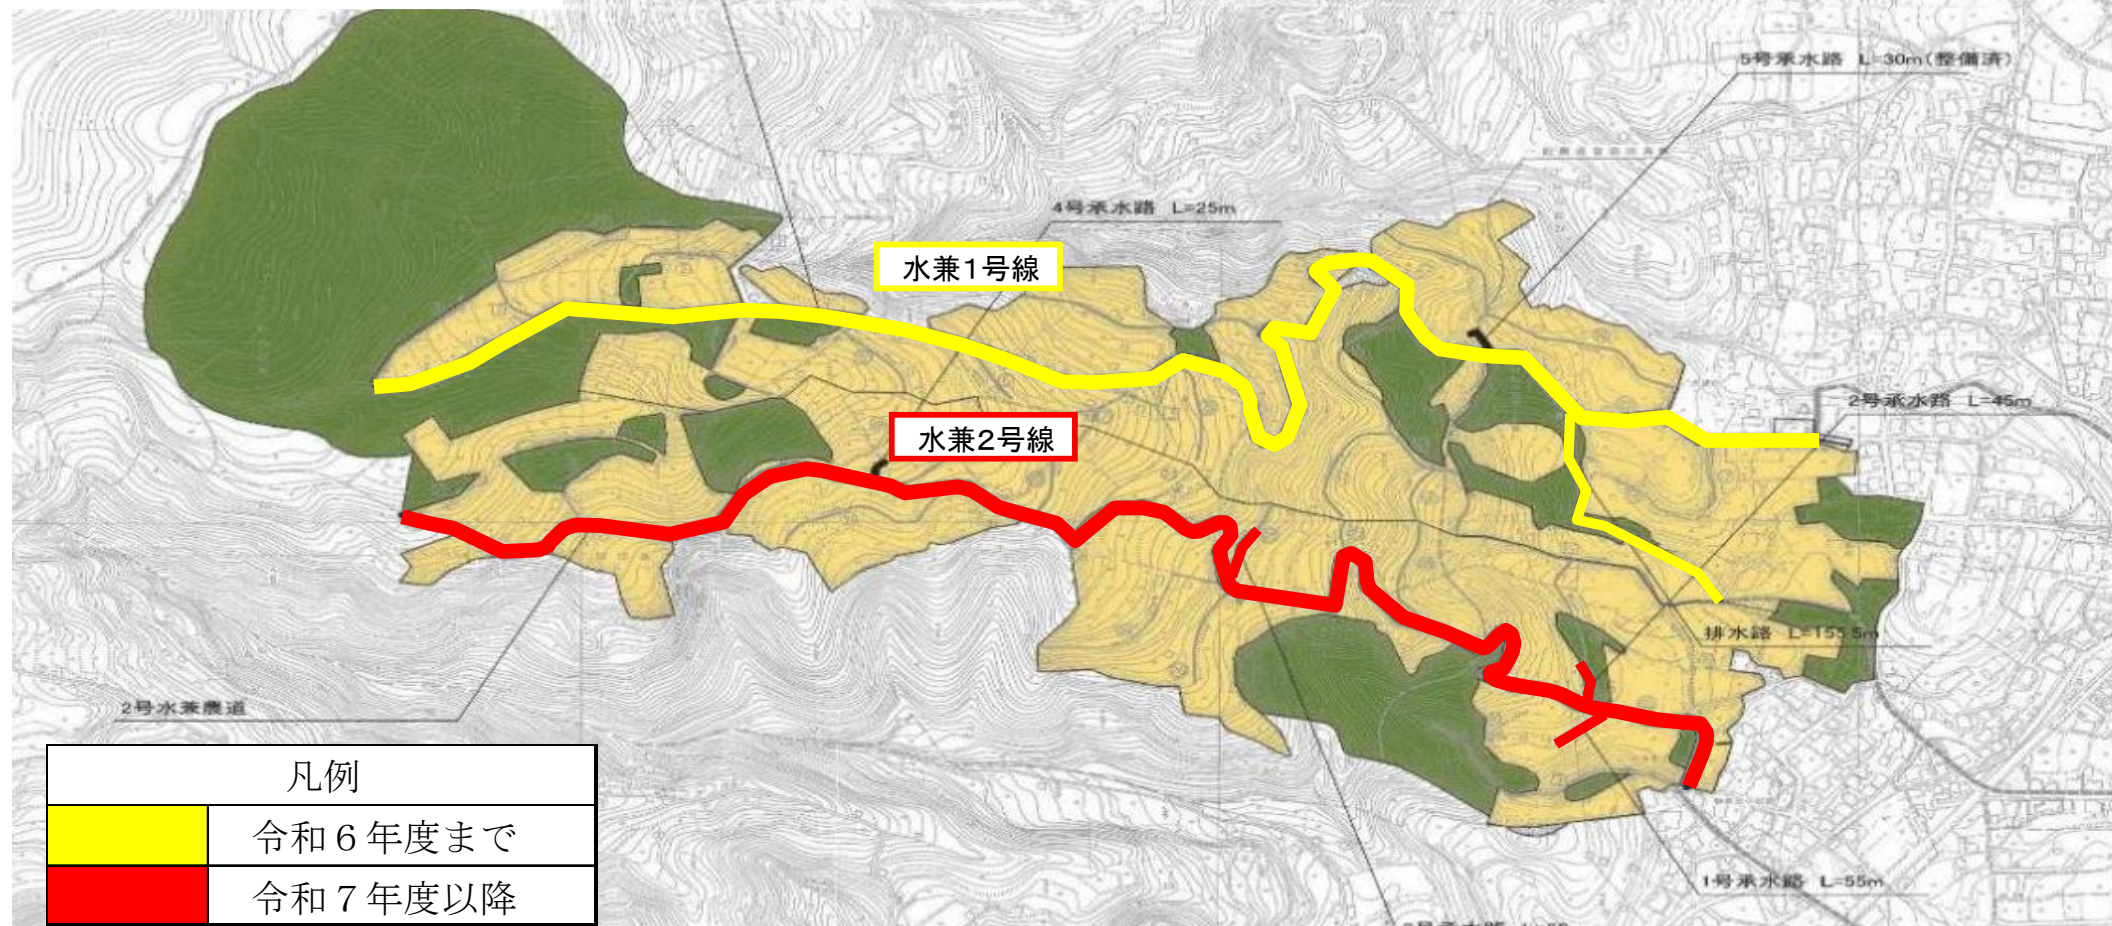 5号承水路 L=30m(整備済)
4号承水路 L=25m
水兼1号線
2号承水路 L=45m
水兼2号線
排水路 L=155.5m
2号水兼農道
凡例
令和６年度まで
令和７年度以降
1号承水路 L=55m